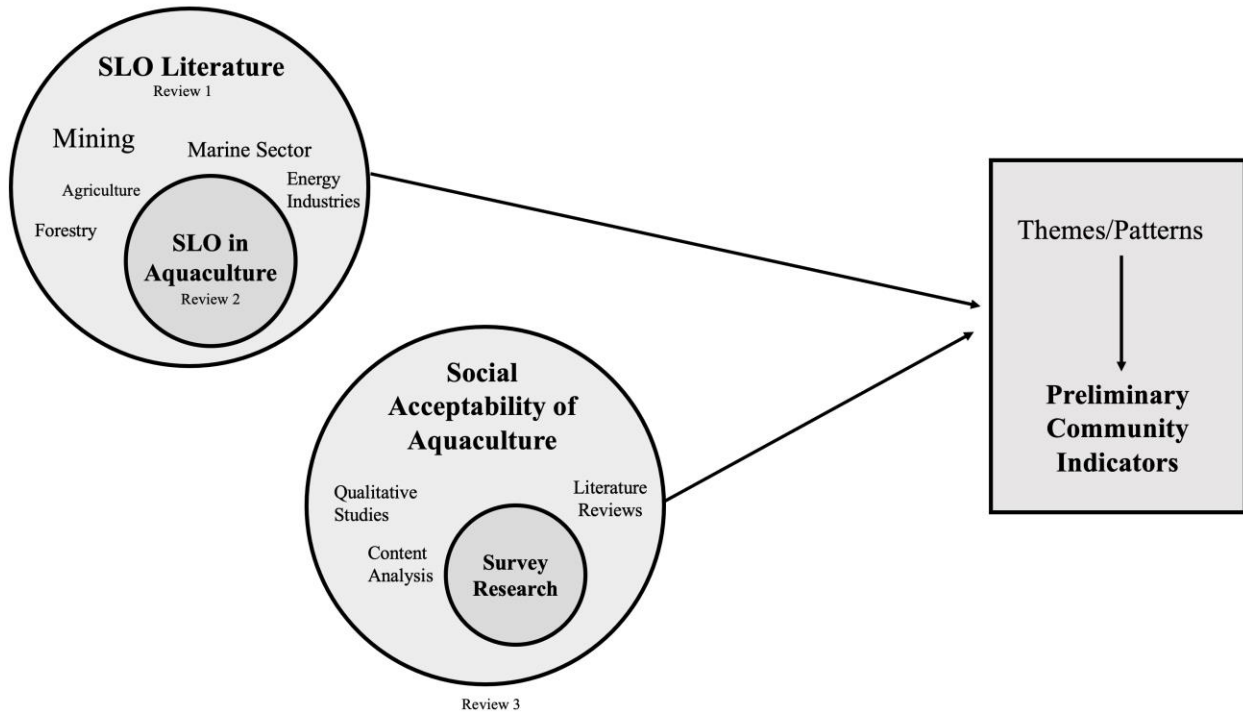 SLO Literature
Review 1
Mining
Marine Sector
Agriculture
Energy
Industries
Forestry
SLO in
Aquaculture
Review 2
Social
Acceptability of
Aquaculture
Qualitative
Studies
Literature
Reviews
Content
Analysis
Survey
Research
Review 3
Themes/Patterns
Preliminary
Community
Indicators